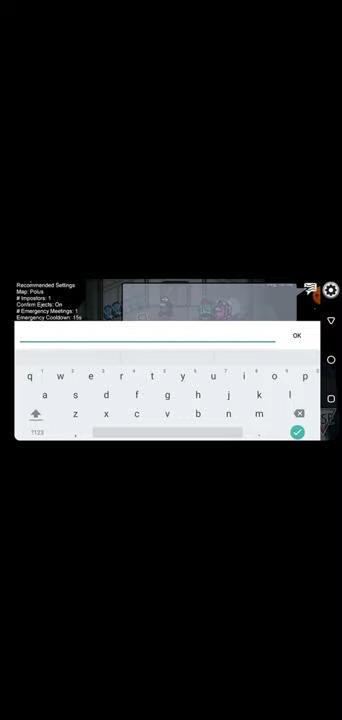 Recommended Settings
Map: Polus
# Impostors: 1
Confirm Ejects: On
# Emergency Meetings: 1
Emergency Cooldown: 15s
OK
q w e r t y u i o p
a s d f g h j k l
z x c v b n m
?123 , .